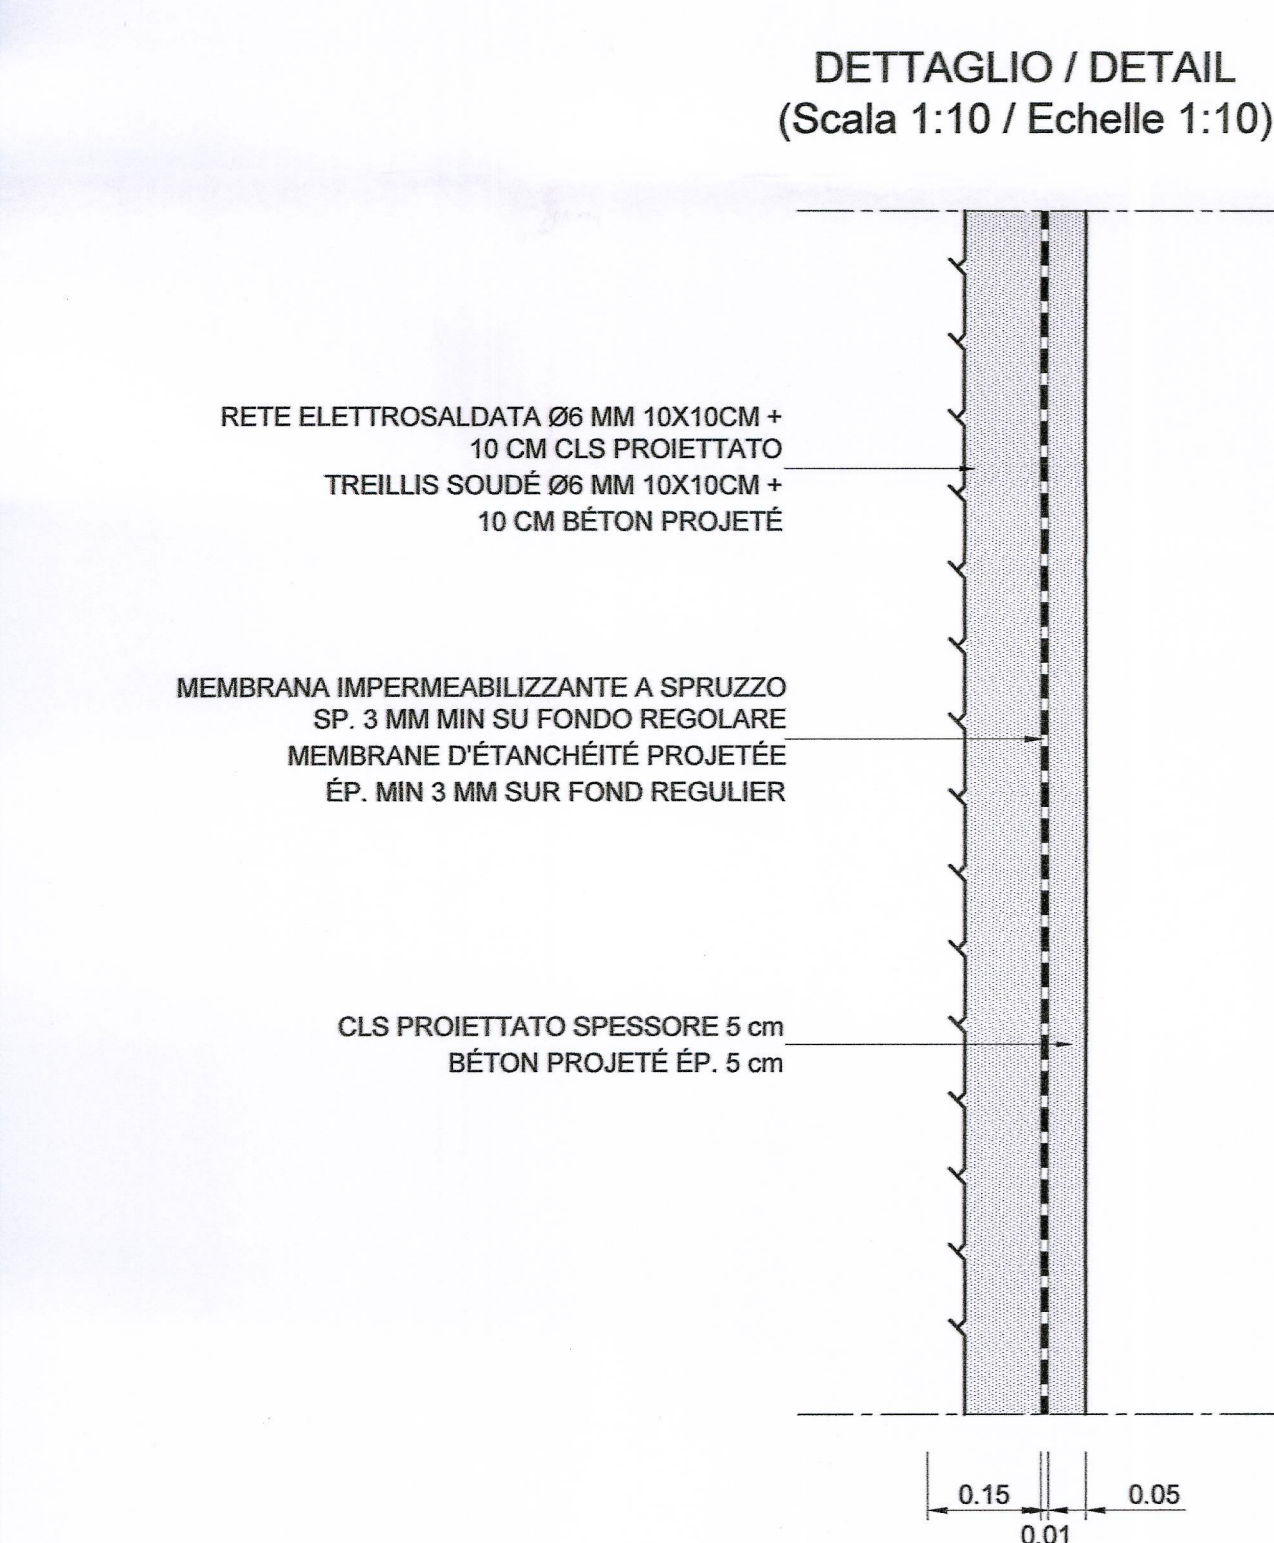 DETTAGLIO / DETAIL
(Scala 1:10 / Echelle 1:10)
RETE ELETTROSALDATA Ø6 MM 10X10CM +
10 CM CLS PROIETTATO
TREILLIS SOUDÉ Ø6 MM 10X10CM +
10 CM BÉTON PROJETÉ
MEMBRANA IMPERMEABILIZZANTE A SPRUZZO
SP. 3 MM MIN SU FONDO REGOLARE
MEMBRANE D'ÉTANCHÉITÉ PROJETÉE
ÉP. MIN 3 MM SUR FOND REGULIER
CLS PROIETTATO SPESSORE 5 cm
BÉTON PROJETÉ ÉP. 5 cm
0.15 0.05
0.01